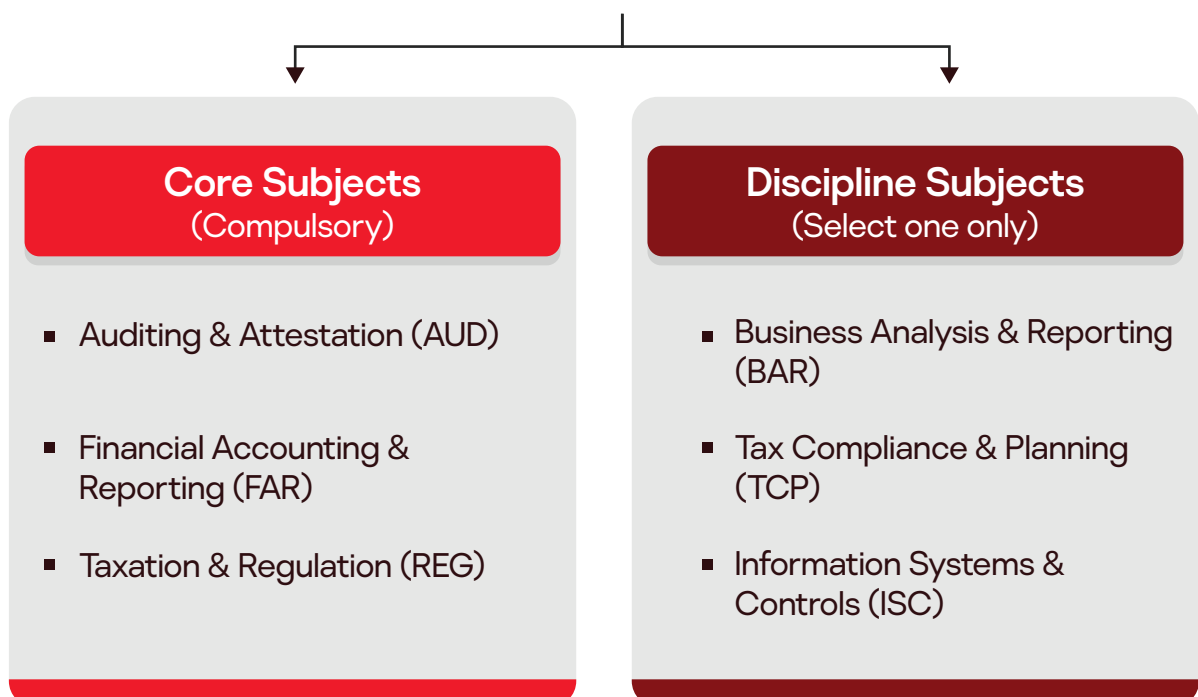 Core Subjects
(Compulsory)
Auditing & Attestation (AUD)
Financial Accounting &
Reporting (FAR)
Taxation & Regulation (REG)
Discipline Subjects
(Select one only)
Business Analysis & Reporting
(BAR)
Tax Compliance & Planning
(TCP)
Information Systems &
Controls (ISC)